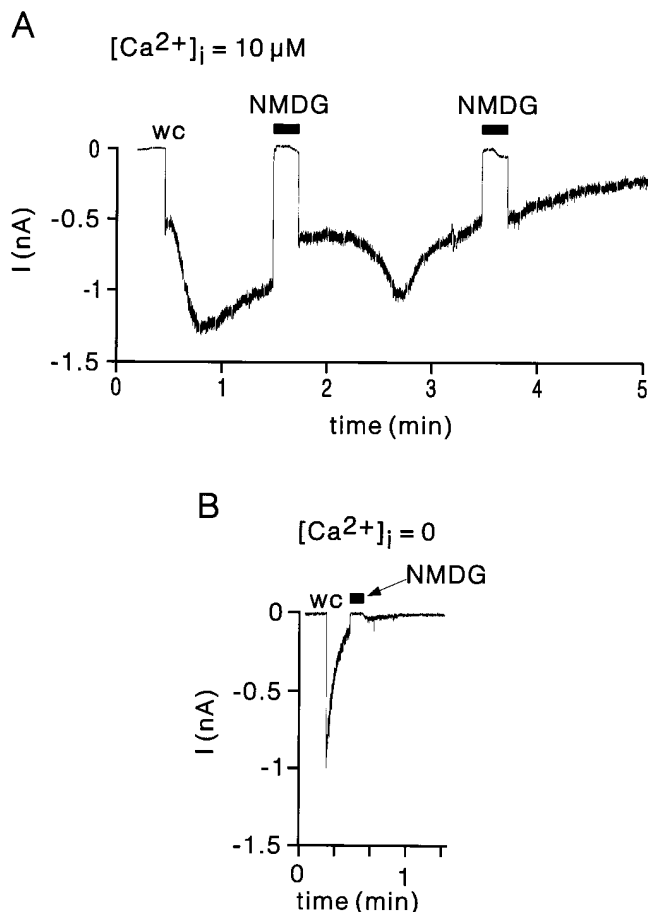 A
[Ca2+]i = 10 µM
NMDG NMDG
wc
0
-0.5
-1
-1.5
I (nA)
0 1 2 3 4 5
time (min)
B
[Ca2+]i = 0
NMDG
wc
0
-0.5
-1
-1.5
I (nA)
0 1
time (min)